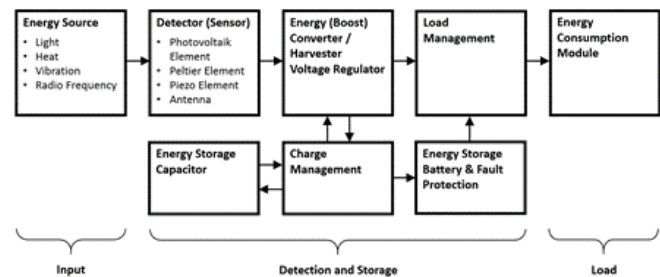 Energy Source
• Light
• Heat
• Vibration
• Radio Frequency
Detector (Sensor)
• Photovoltaik
Element
• Peltier Element
• Piezo Element
• Antenna
Energy (Boost)
Converter /
Harvester
Voltage Regulator
Load
Management
Energy
Consumption
Module
Energy Storage
Capacitor
Charge
Management
Energy Storage
Battery & Fault
Protection
Input
Detection and Storage
Load